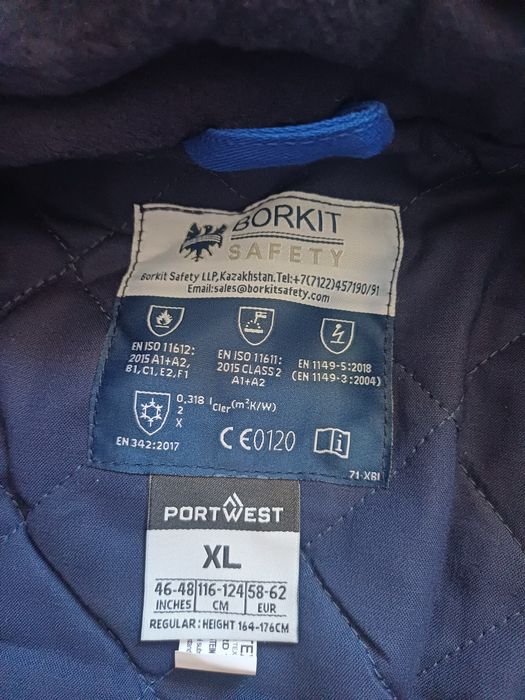 BORKIT
SAFETY
Borkit Safety LLP,Kazakhstan.Tel:+7(7122)457190/91
Email:sales@borkitsafety.com
EN ISO 11612:
2015 A1+A2,
B1,C1,E2,F1
EN ISO 11611:
2015 CLASS 2
A1+A2
EN 1149-5:2018
(EN 1149-3:2004)
0.318 Icler(m².K/W)
2
X
EN 342:2017
CE0120
i
71-XBI
PORTWEST
XL
46-48 116-124 58-62
INCHES CM EUR
REGULAR:HEIGHT 164-176CM